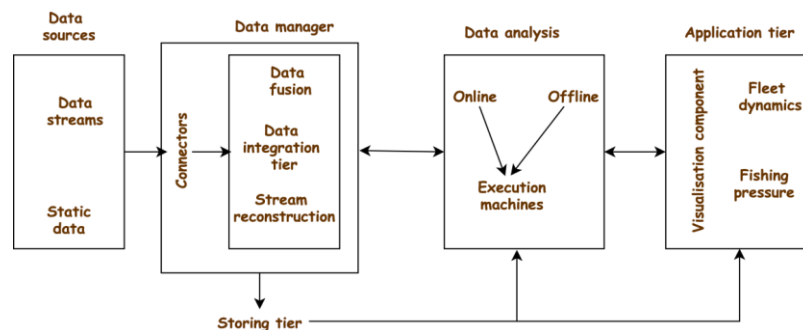 Data
sources
Data manager
Data analysis
Application tier
Data
streams
Static
data
Connectors
Data
fusion
Data
integration
tier
Stream
reconstruction
Online
Offline
Execution
machines
Visualisation component
Fleet
dynamics
Fishing
pressure
Storing tier